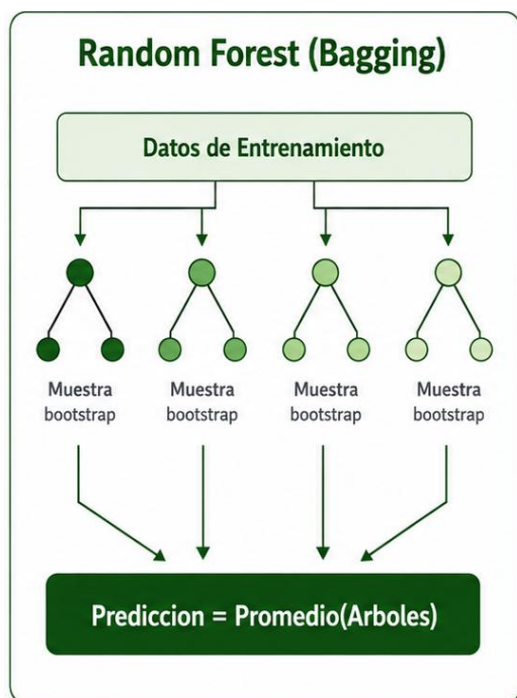 Random Forest (Bagging)
Datos de Entrenamiento
Muestra bootstrap
Muestra bootstrap
Muestra bootstrap
Muestra bootstrap
Prediccion = Promedio(Arboles)